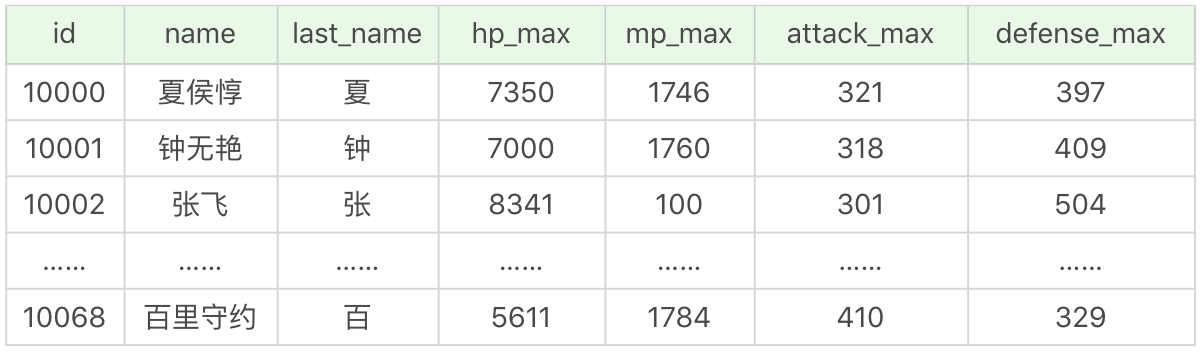 id name last_name hp_max mp_max attack_max defense_max
10000 夏侯惇 夏 7350 1746 321 397
10001 钟无艳 钟 7000 1760 318 409
10002 张飞 张 8341 100 301 504
…… …… …… …… …… …… ……
10068 百里守约 百 5611 1784 410 329